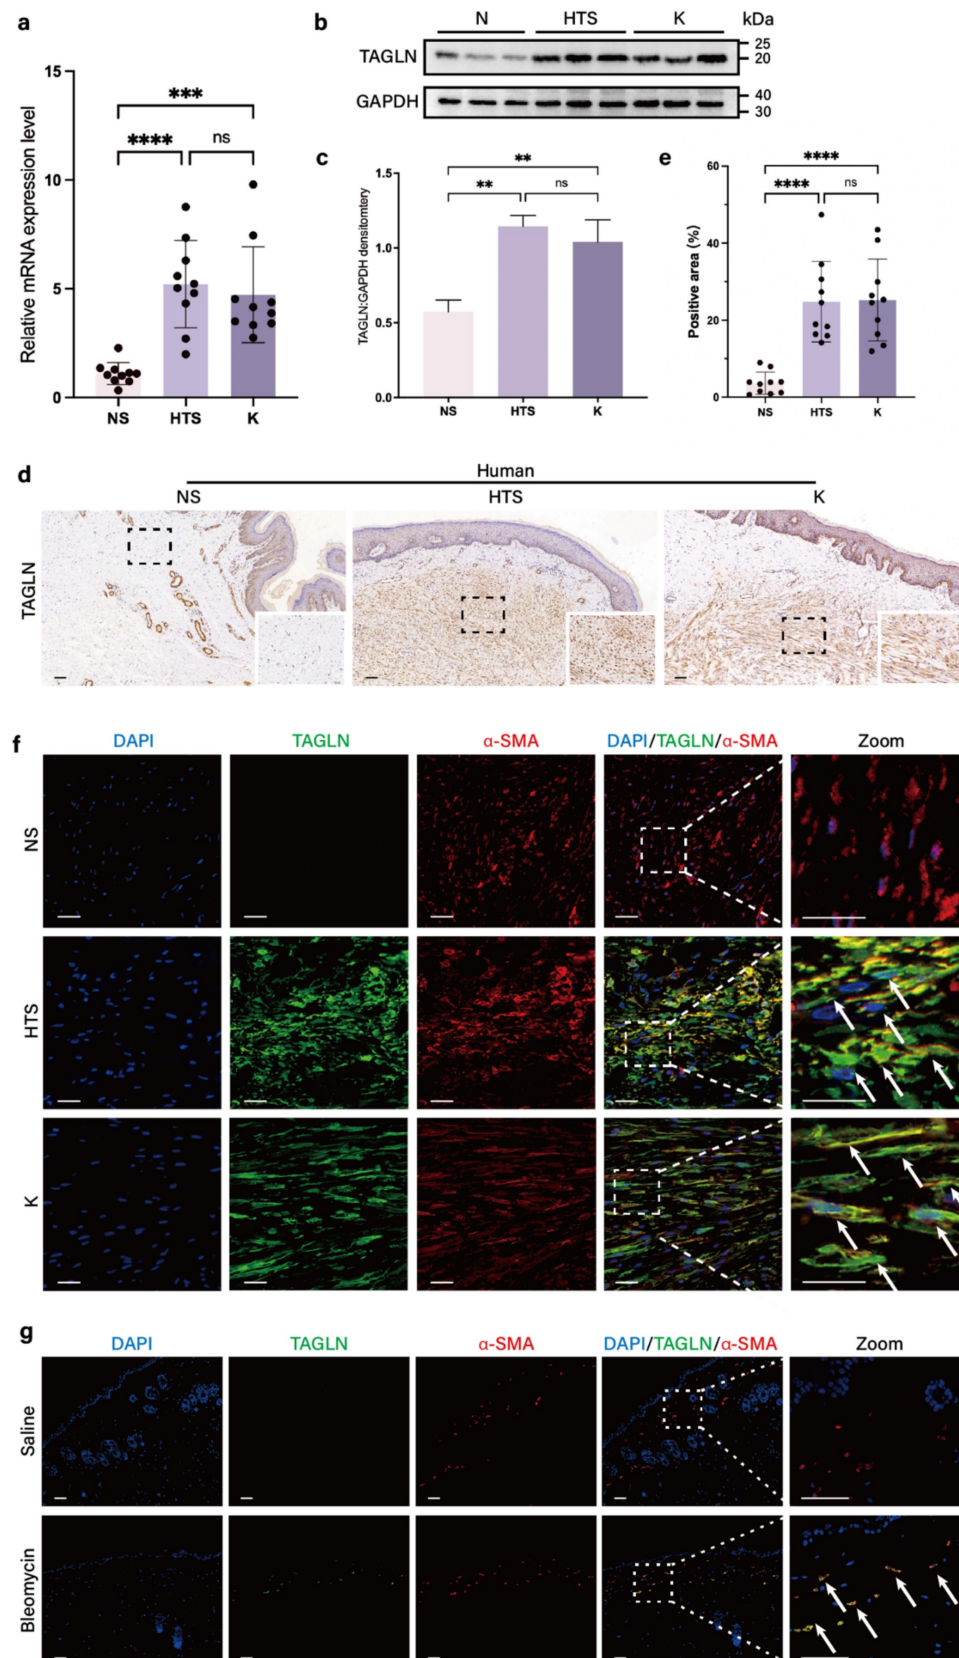 a
Relative mRNA expression level
15
10
5
0
***
****
ns
NS HTS K
b
N HTS K kDa
TAGLN
25
20
GAPDH
40
30
c
TAGLN:GAPDH densitomtery
1.5
1.0
0.5
0.0
**
**
ns
NS HTS K
e
Positive area (%)
60
40
20
0
****
****
ns
NS HTS K
d
Human
NS HTS K
TAGLN
f
DAPI TAGLN α-SMA DAPI/TAGLN/α-SMA Zoom
NS
HTS
K
g
DAPI TAGLN α-SMA DAPI/TAGLN/α-SMA Zoom
Saline
Bleomycin